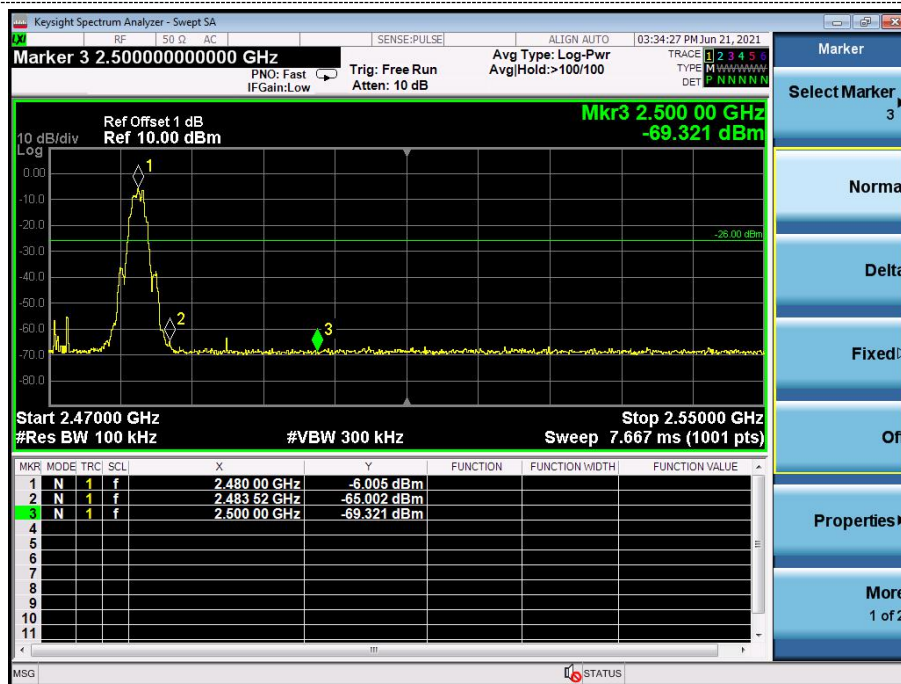 Keysight Spectrum Analyzer - Swept SA
LXI RF 50 Ω AC SENSE:PULSE ALIGN AUTO 03:34:27 PM Jun 21, 2021
Marker 3 2.500000000000 GHz
PNO: Fast
IFGain:Low
Trig: Free Run
Atten: 10 dB
Avg Type: Log-Pwr
Avg|Hold:>100/100
TRACE 1 2 3 4 5 6
TYPE M WWWWW
DET P N N N N N
Mkr3 2.500 00 GHz
-69.321 dBm
Ref Offset 1 dB
10 dB/div Ref 10.00 dBm
Log
0.00
-10.0
-20.0
-30.0
-40.0
-50.0
-60.0
-70.0
-80.0
1
2
3
-26.00 dBm
Start 2.47000 GHz Stop 2.55000 GHz
#Res BW 100 kHz #VBW 300 kHz Sweep 7.667 ms (1001 pts)
MKR MODE TRC SCL X Y FUNCTION FUNCTION WIDTH FUNCTION VALUE
1 N 1 f 2.480 00 GHz -6.005 dBm
2 N 1 f 2.483 52 GHz -65.002 dBm
3 N 1 f 2.500 00 GHz -69.321 dBm
4
5
6
7
8
9
10
11
MSG STATUS
Marker
Select Marker
3
Norma
Delta
Fixed
Of
Properties
More
1 of 2